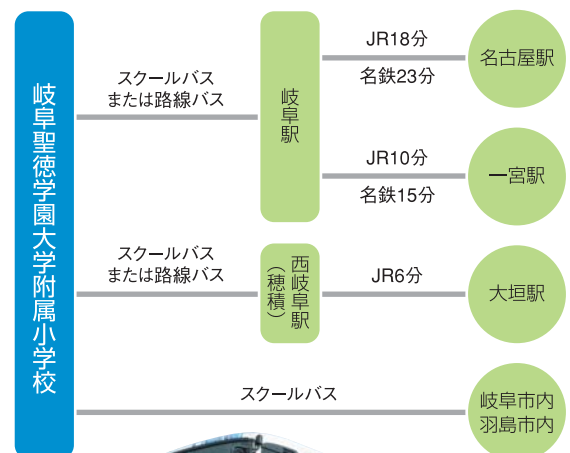 岐阜聖徳学園大学附属小学校
スクールバス
または路線バス
岐阜駅
JR18分
名鉄23分
名古屋駅
JR10分
名鉄15分
一宮駅
スクールバス
または路線バス
西岐阜駅
（穂積）
JR6分
大垣駅
スクールバス
岐阜市内
羽島市内